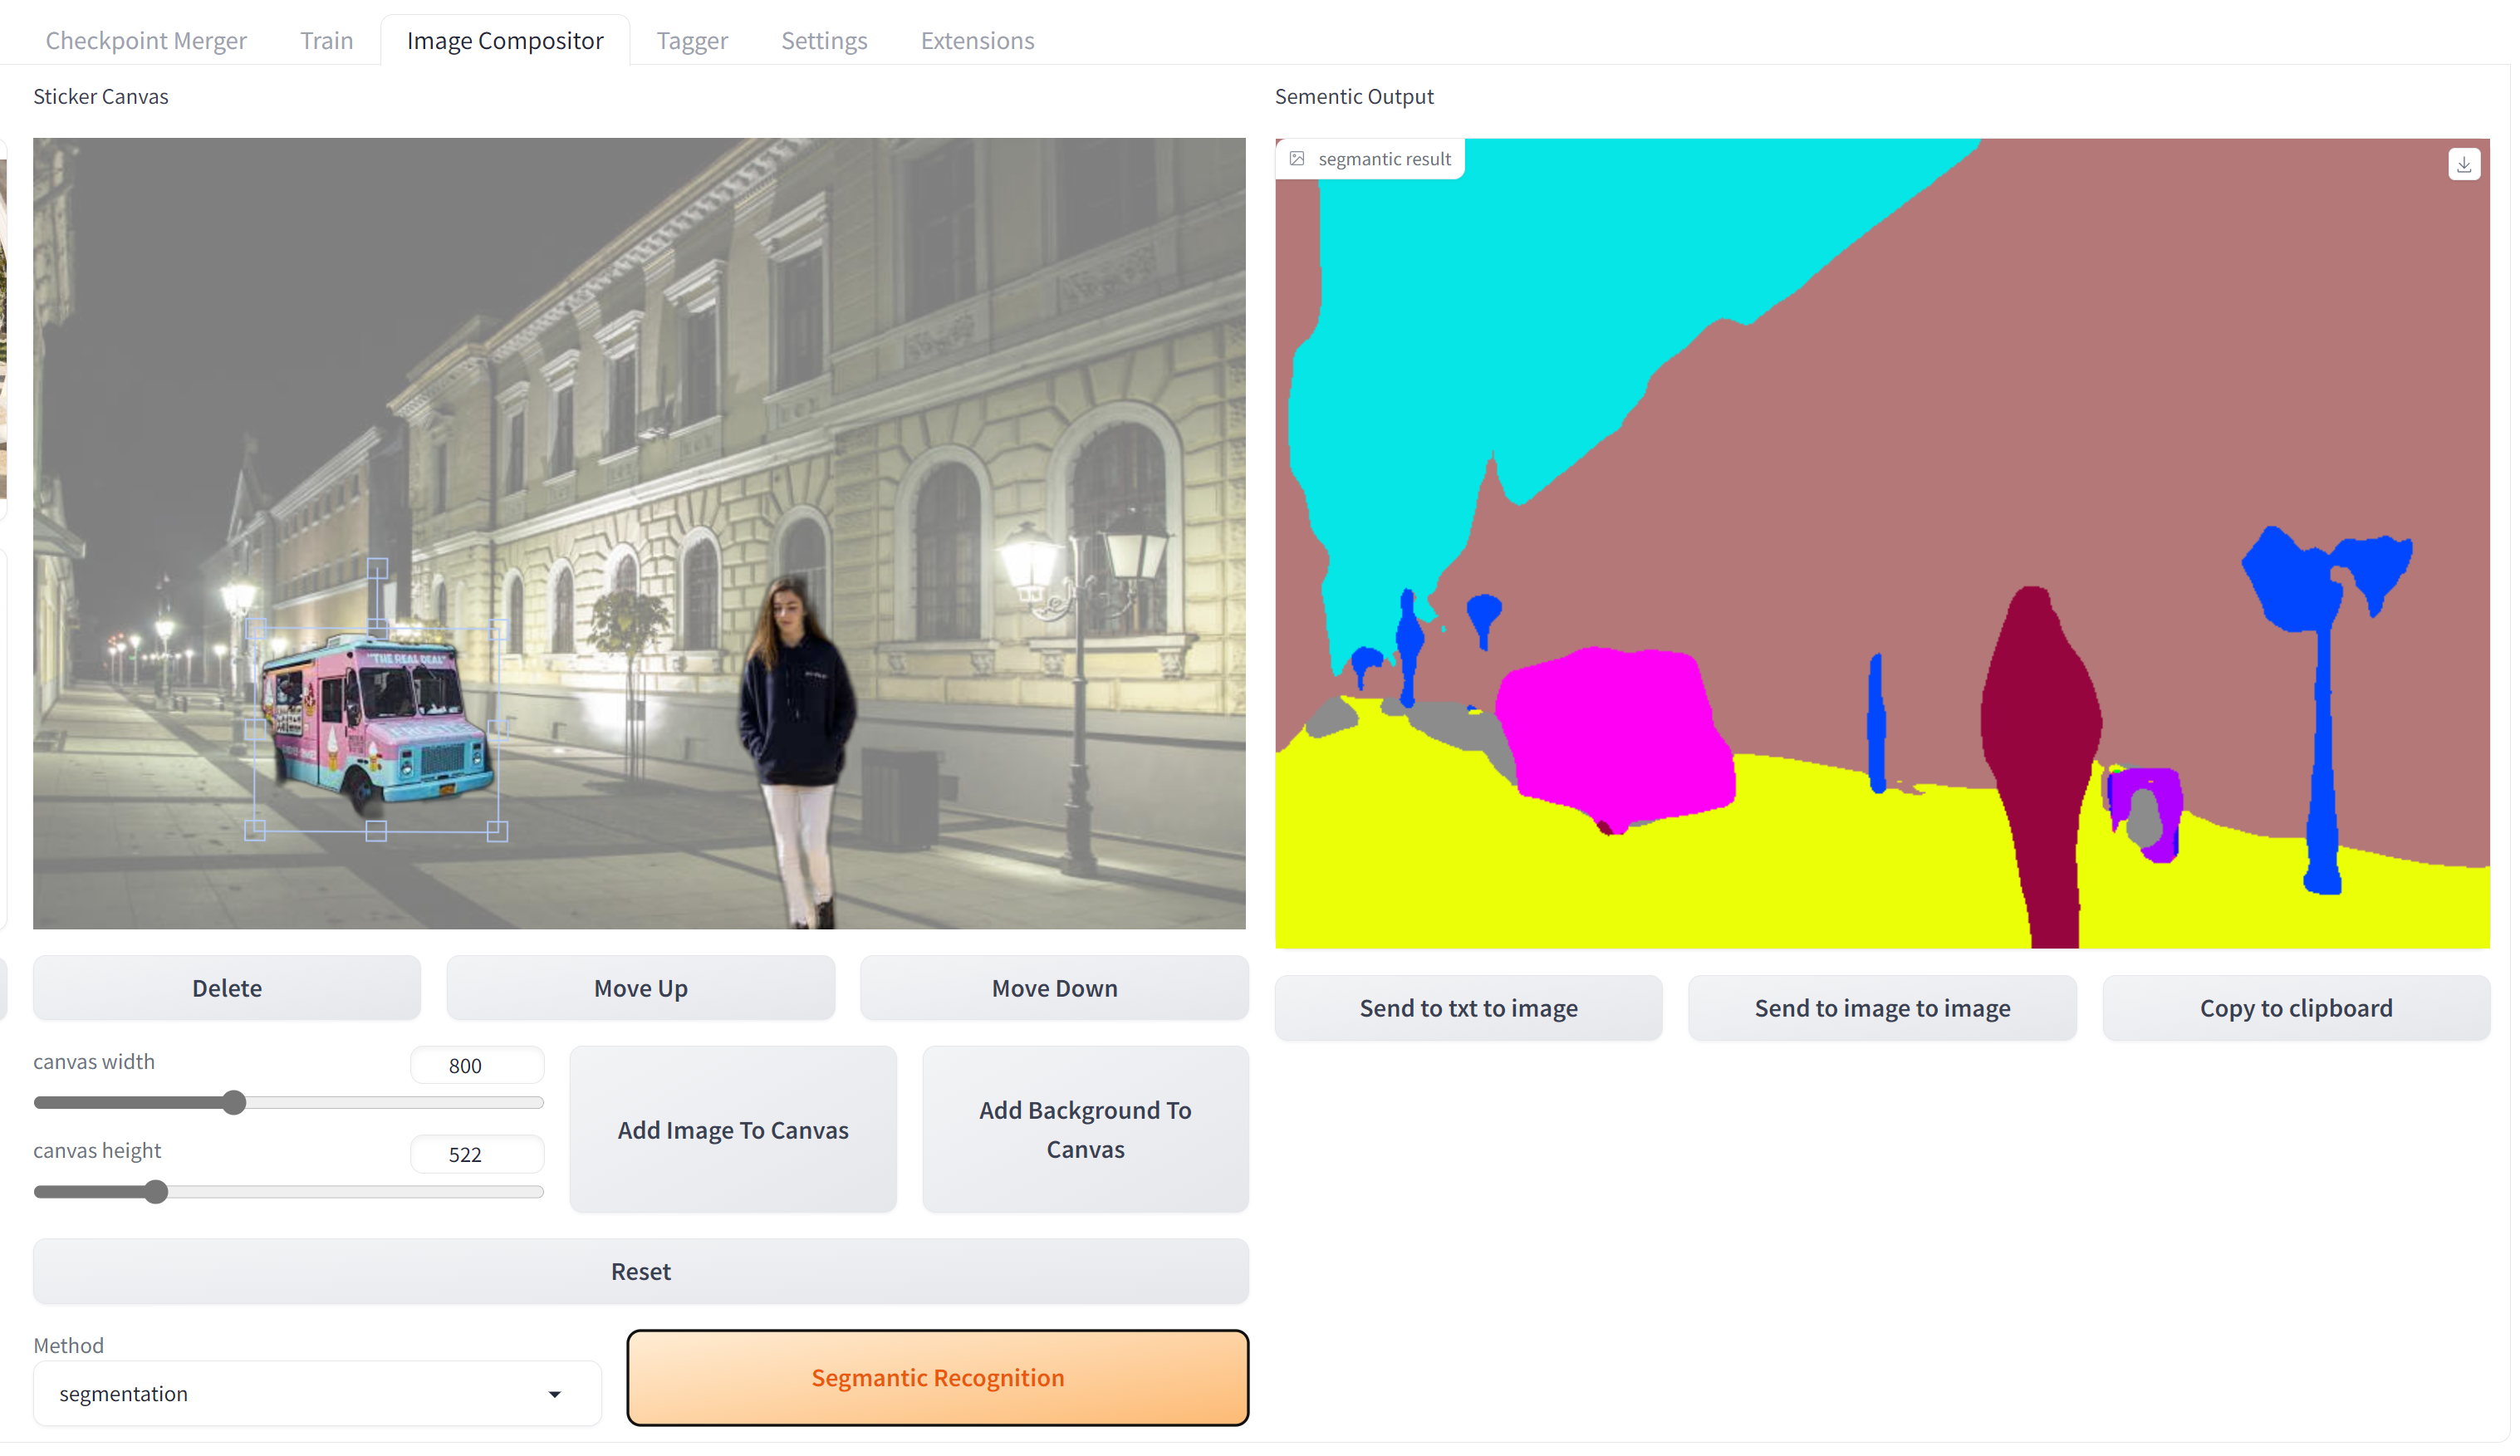 Checkpoint Merger
Train
Image Compositor
Tagger
Settings
Extensions
Sticker Canvas
"THE REAL DEAL"
Delete
Move Up
Move Down
canvas width
800
canvas height
522
Add Image To Canvas
Add Background To
Canvas
Reset
Method
segmentation
Segmantic Recognition
Sementic Output
segmantic result
Send to txt to image
Send to image to image
Copy to clipboard